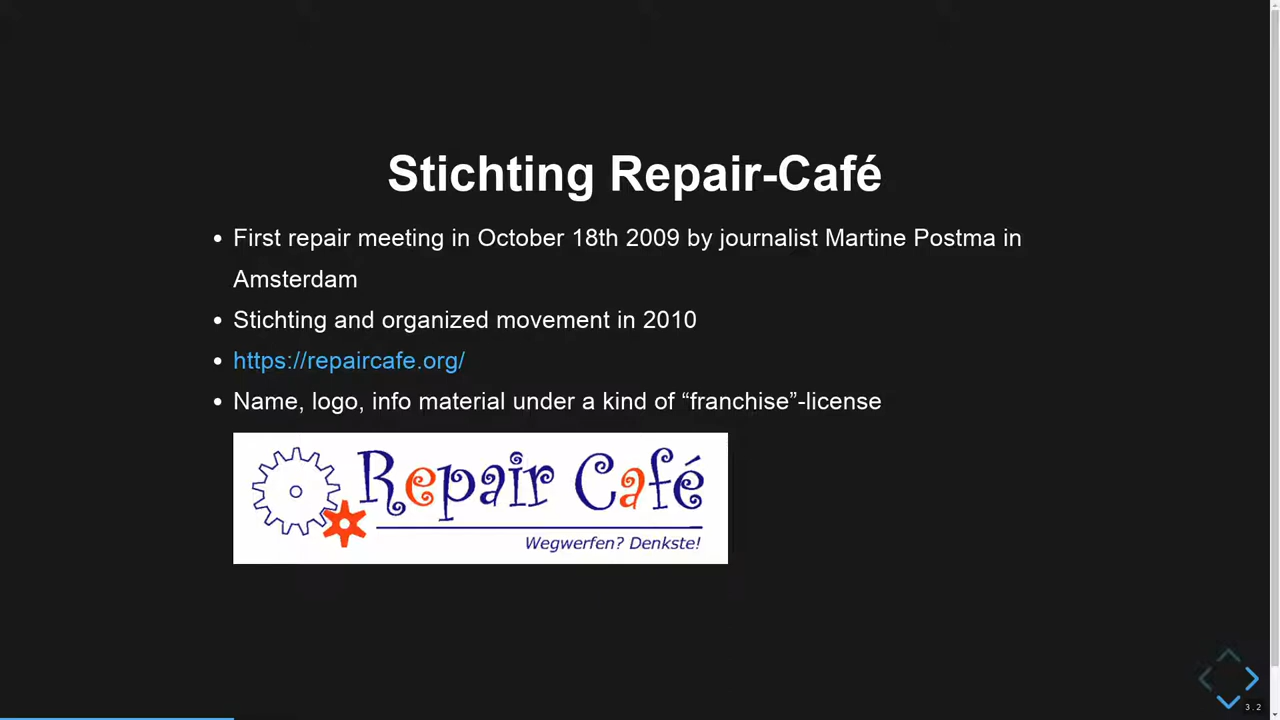 Stichting Repair-Café
First repair meeting in October 18th 2009 by journalist Martine Postma in
Amsterdam
Stichting and organized movement in 2010
https://repaircafe.org/
Name, logo, info material under a kind of “franchise”-license
Repair Café
Wegwerfen? Denkste!
3.2